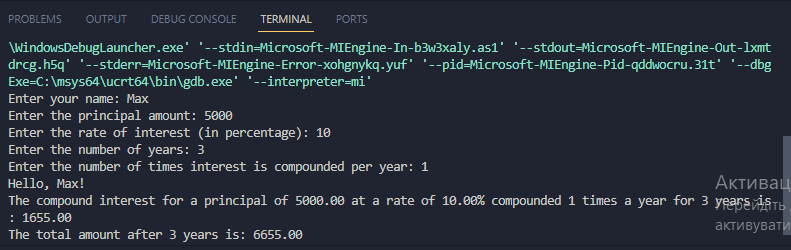 PROBLEMS OUTPUT DEBUG CONSOLE TERMINAL PORTS
\WindowsDebugLauncher.exe' '--stdin=Microsoft-MIEngine-In-b3w3xaly.as1' '--stdout=Microsoft-MIEngine-Out-lxmt
drcg.h5q' '--stderr=Microsoft-MIEngine-Error-xohgnykq.yuf' '--pid=Microsoft-MIEngine-Pid-qddwocru.31t' '--dbg
Exe=C:\msys64\ucrt64\bin\gdb.exe' '--interpreter=mi'
Enter your name: Max
Enter the principal amount: 5000
Enter the rate of interest (in percentage): 10
Enter the number of years: 3
Enter the number of times interest is compounded per year: 1
Hello, Max!
The compound interest for a principal of 5000.00 at a rate of 10.00% compounded 1 times a year for 3 years is
: 1655.00
The total amount after 3 years is: 6655.00
Активац
Перейдіть
активувати